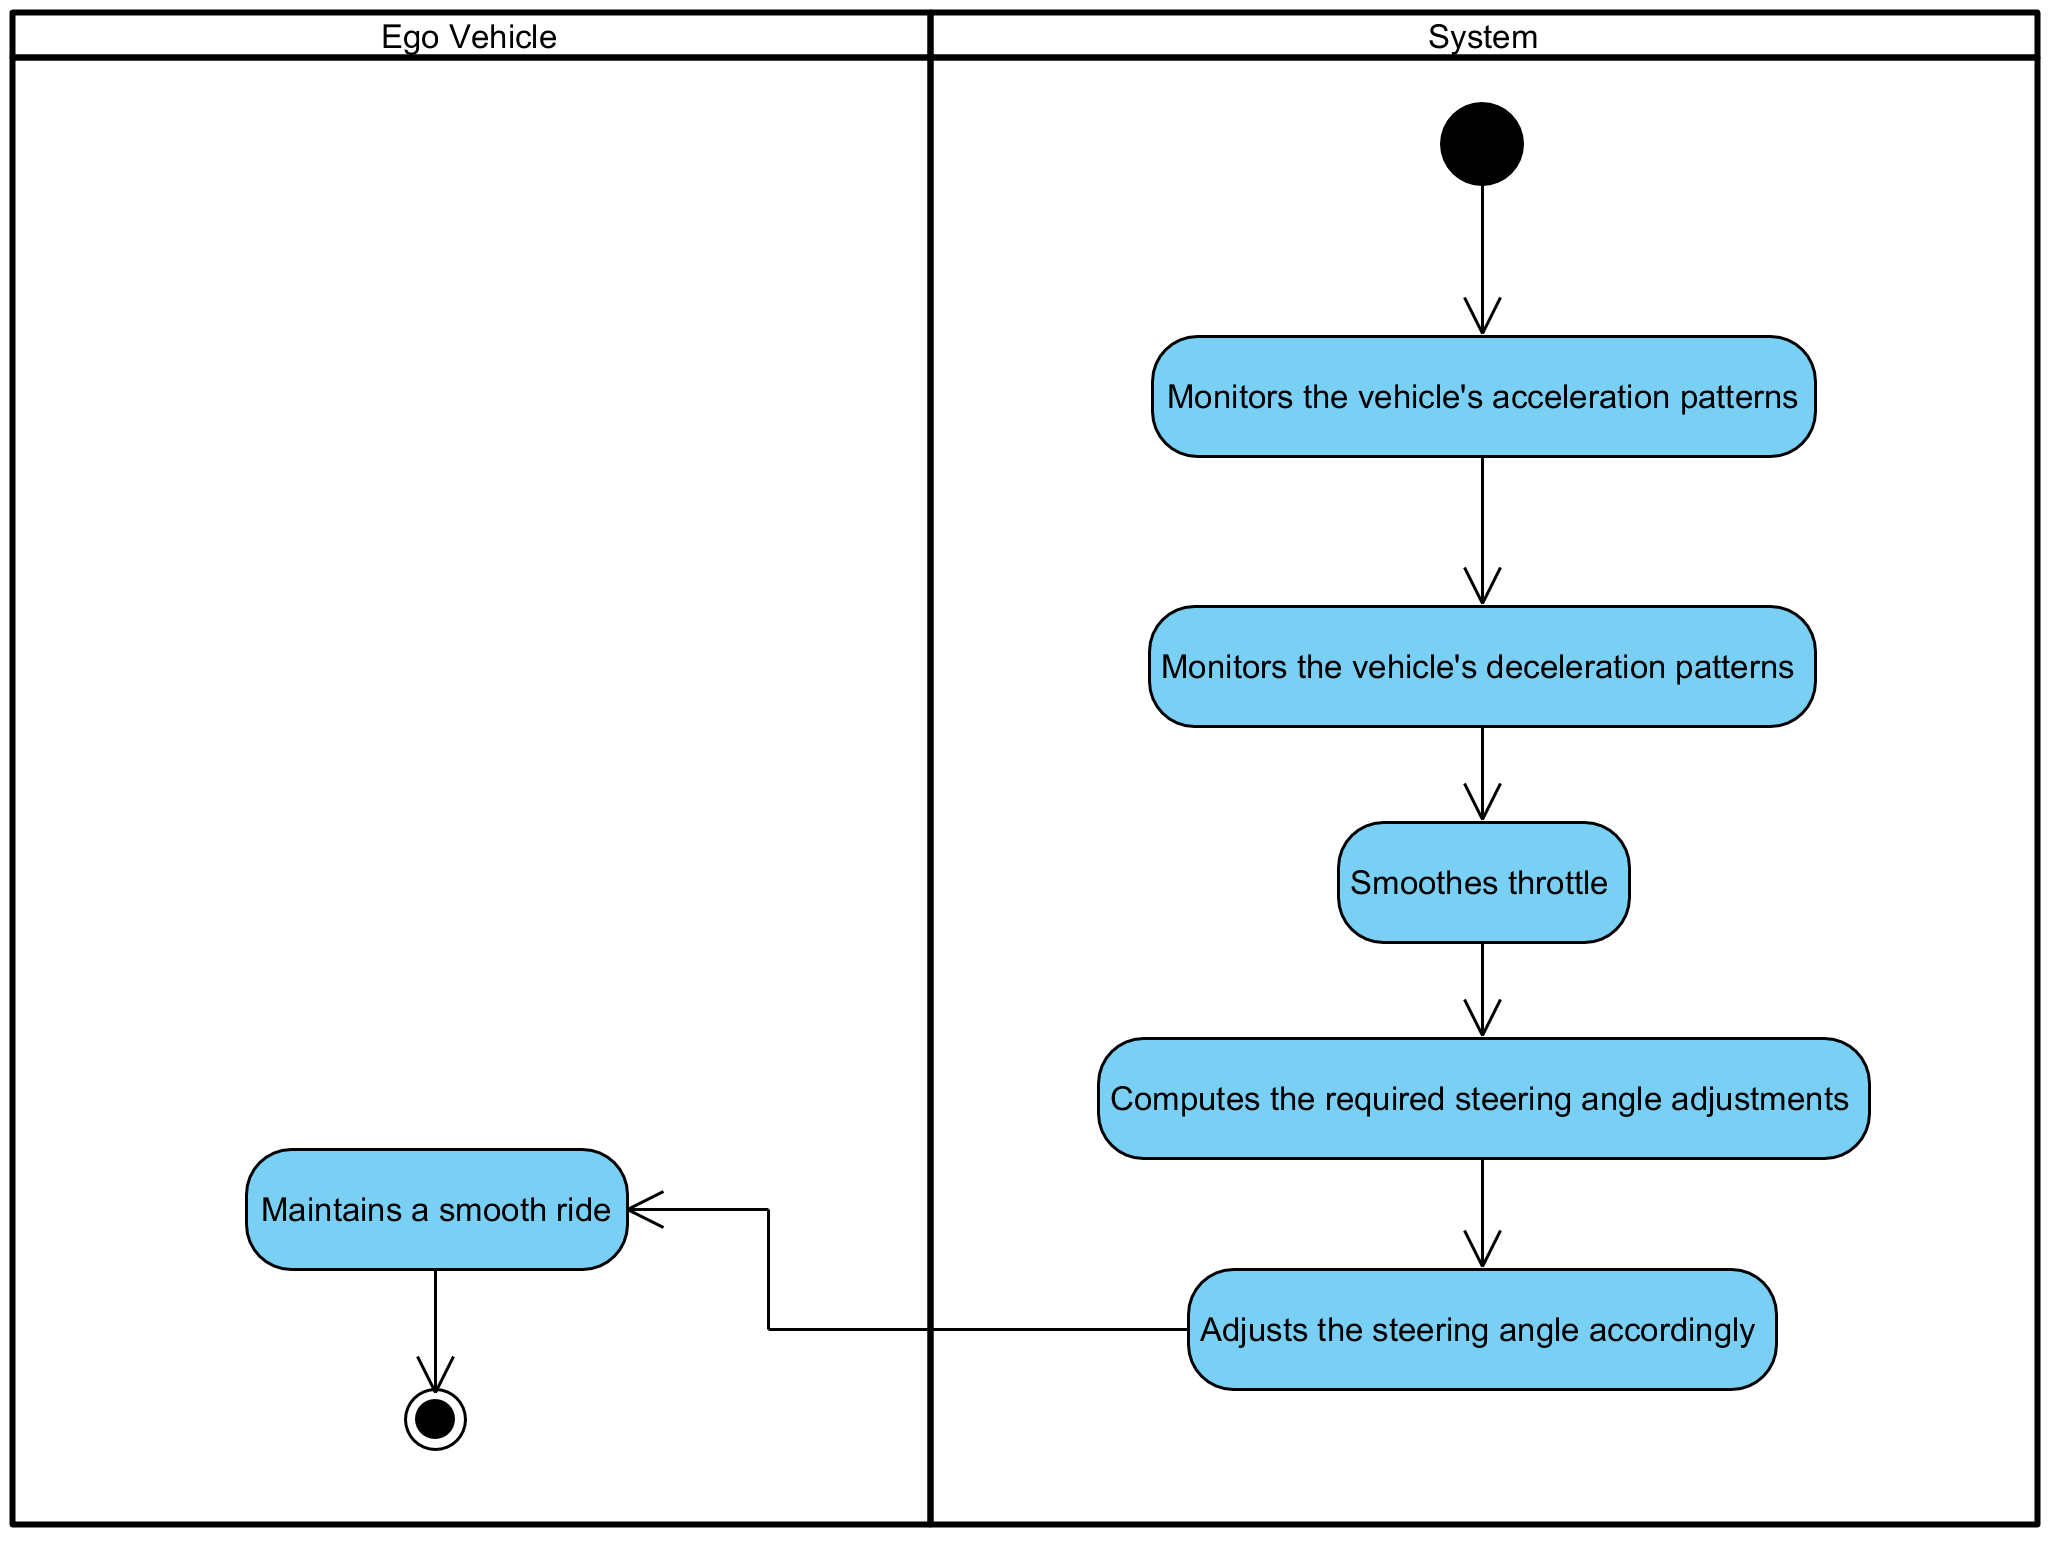 Ego Vehicle
System
Monitors the vehicle's acceleration patterns
Monitors the vehicle's deceleration patterns
Smoothes throttle
Computes the required steering angle adjustments
Maintains a smooth ride
Adjusts the steering angle accordingly